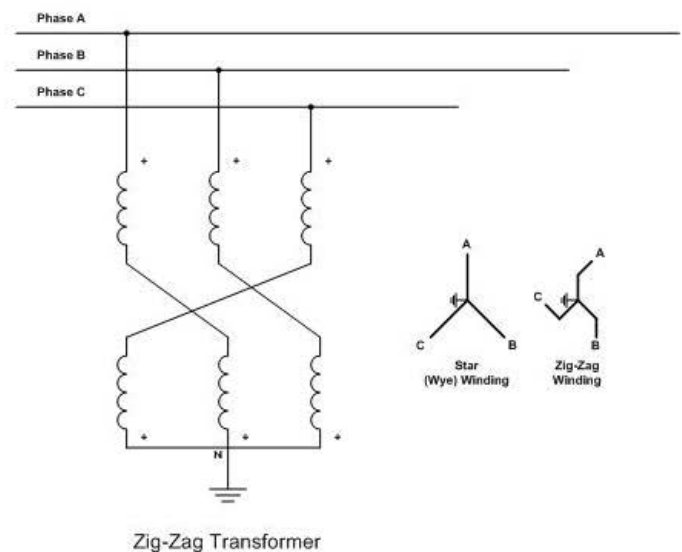 Phase A
Phase B
Phase C
+ + +
A
A
C
C B
B
Star
(Wye) Winding
Zig-Zag
Winding
+ + +
N
Zig-Zag Transformer